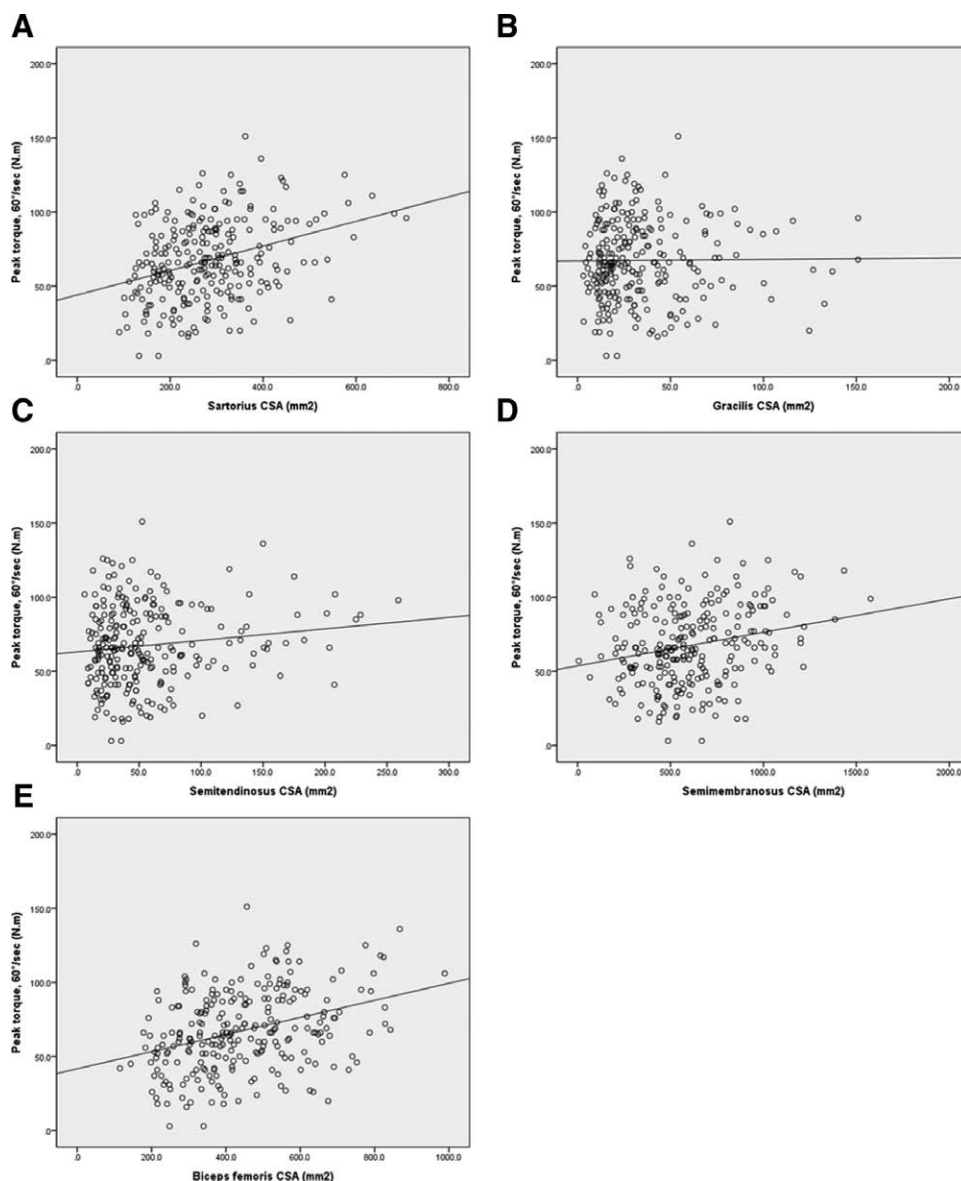 A
B
200.0
150.0
100.0
50.0
.0
Peak torque, 60°/sec (N.m)
.0 200.0 400.0 600.0 800.0
Sartorius CSA (mm2)
200.0
150.0
100.0
50.0
.0
Peak torque, 60°/sec (N.m)
.0 50.0 100.0 150.0 200.0
Gracilis CSA (mm2)
C
D
200.0
150.0
100.0
50.0
.0
Peak torque, 60°/sec (N.m)
.0 50.0 100.0 150.0 200.0 250.0 300.0
Semitendinosus CSA (mm2)
200.0
150.0
100.0
50.0
.0
Peak torque, 60°/sec (N.m)
.0 500.0 1000.0 1500.0 2000.0
Semimembranosus CSA (mm2)
E
200.0
150.0
100.0
50.0
.0
Peak torque, 60°/sec (N.m)
.0 200.0 400.0 600.0 800.0 1000.0
Biceps femoris CSA (mm2)